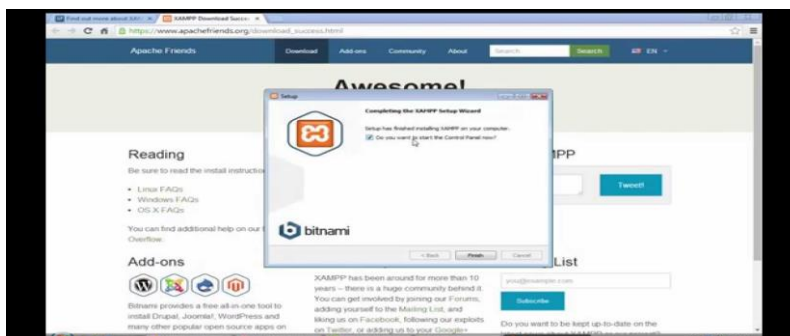 Find out more about XAM
XAMPP Download Succes
https://www.apachefriends.org/download_success.html
Apache Friends
Download
Add-ons
Community
About
Search
Search
EN
Awesome!
Setup
Completing the XAMPP Setup Wizard
Setup has finished installing XAMPP on your computer.
Do you want to start the Control Panel now?
bitnami
< Back
Finish
Cancel
Reading
Be sure to read the install instruction
• Linux FAQs
• Windows FAQs
• OS X FAQs
You can find additional help on our
Overflow.
Add-ons
Bitnami provides a free all-in-one tool to
install Drupal, Joomla!, WordPress and
many other popular open source apps on
XAMPP has been around for more than 10
years – there is a huge community behind it.
You can get involved by joining our Forums,
adding yourself to the Mailing List, and
liking us on Facebook, following our exploits
on Twitter, or adding us to your Google+
MPP
Tweet!
List
you@example.com
Subscribe
Do you want to be kept up-to-date on the